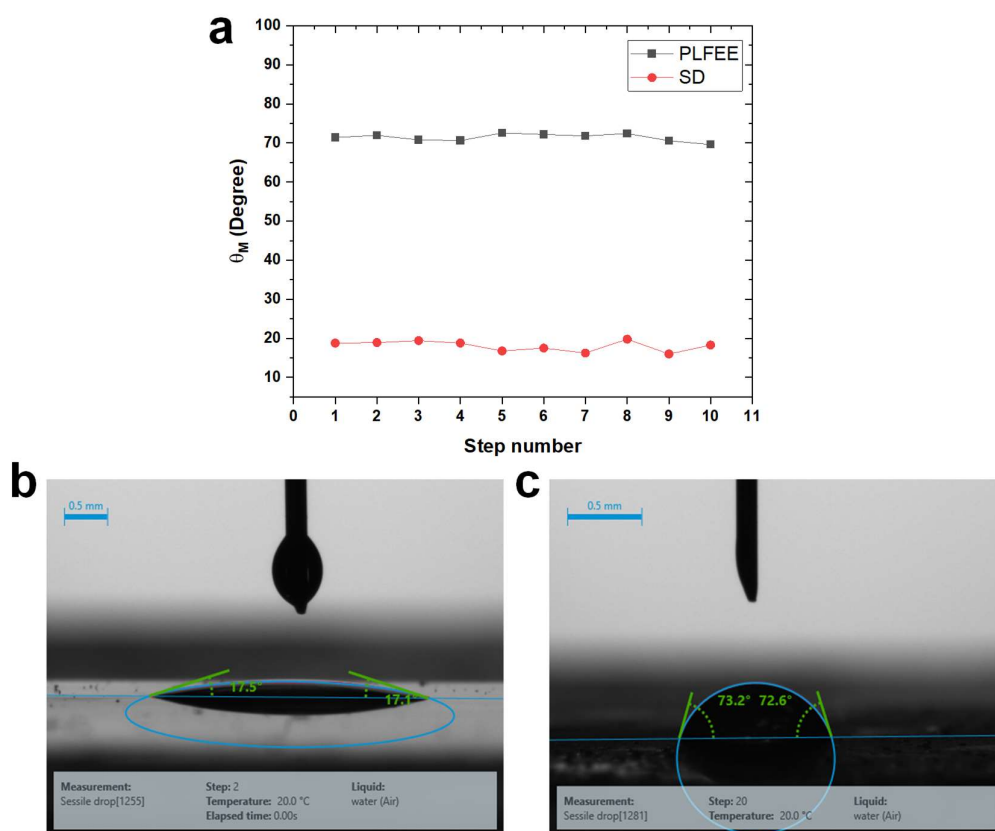 a
100
90
80
70
60
50
40
30
20
10
θM (Degree)
PLFEE
SD
0 1 2 3 4 5 6 7 8 9 10 11
Step number
b
0.5 mm
17.5°
17.1°
Measurement: Step: 2 Liquid:
Sessile drop[1255] Temperature: 20.0 °C water (Air)
Elapsed time: 0.00s
c
0.5 mm
73.2° 72.6°
Measurement: Step: 20 Liquid:
Sessile drop[1281] Temperature: 20.0 °C water (Air)